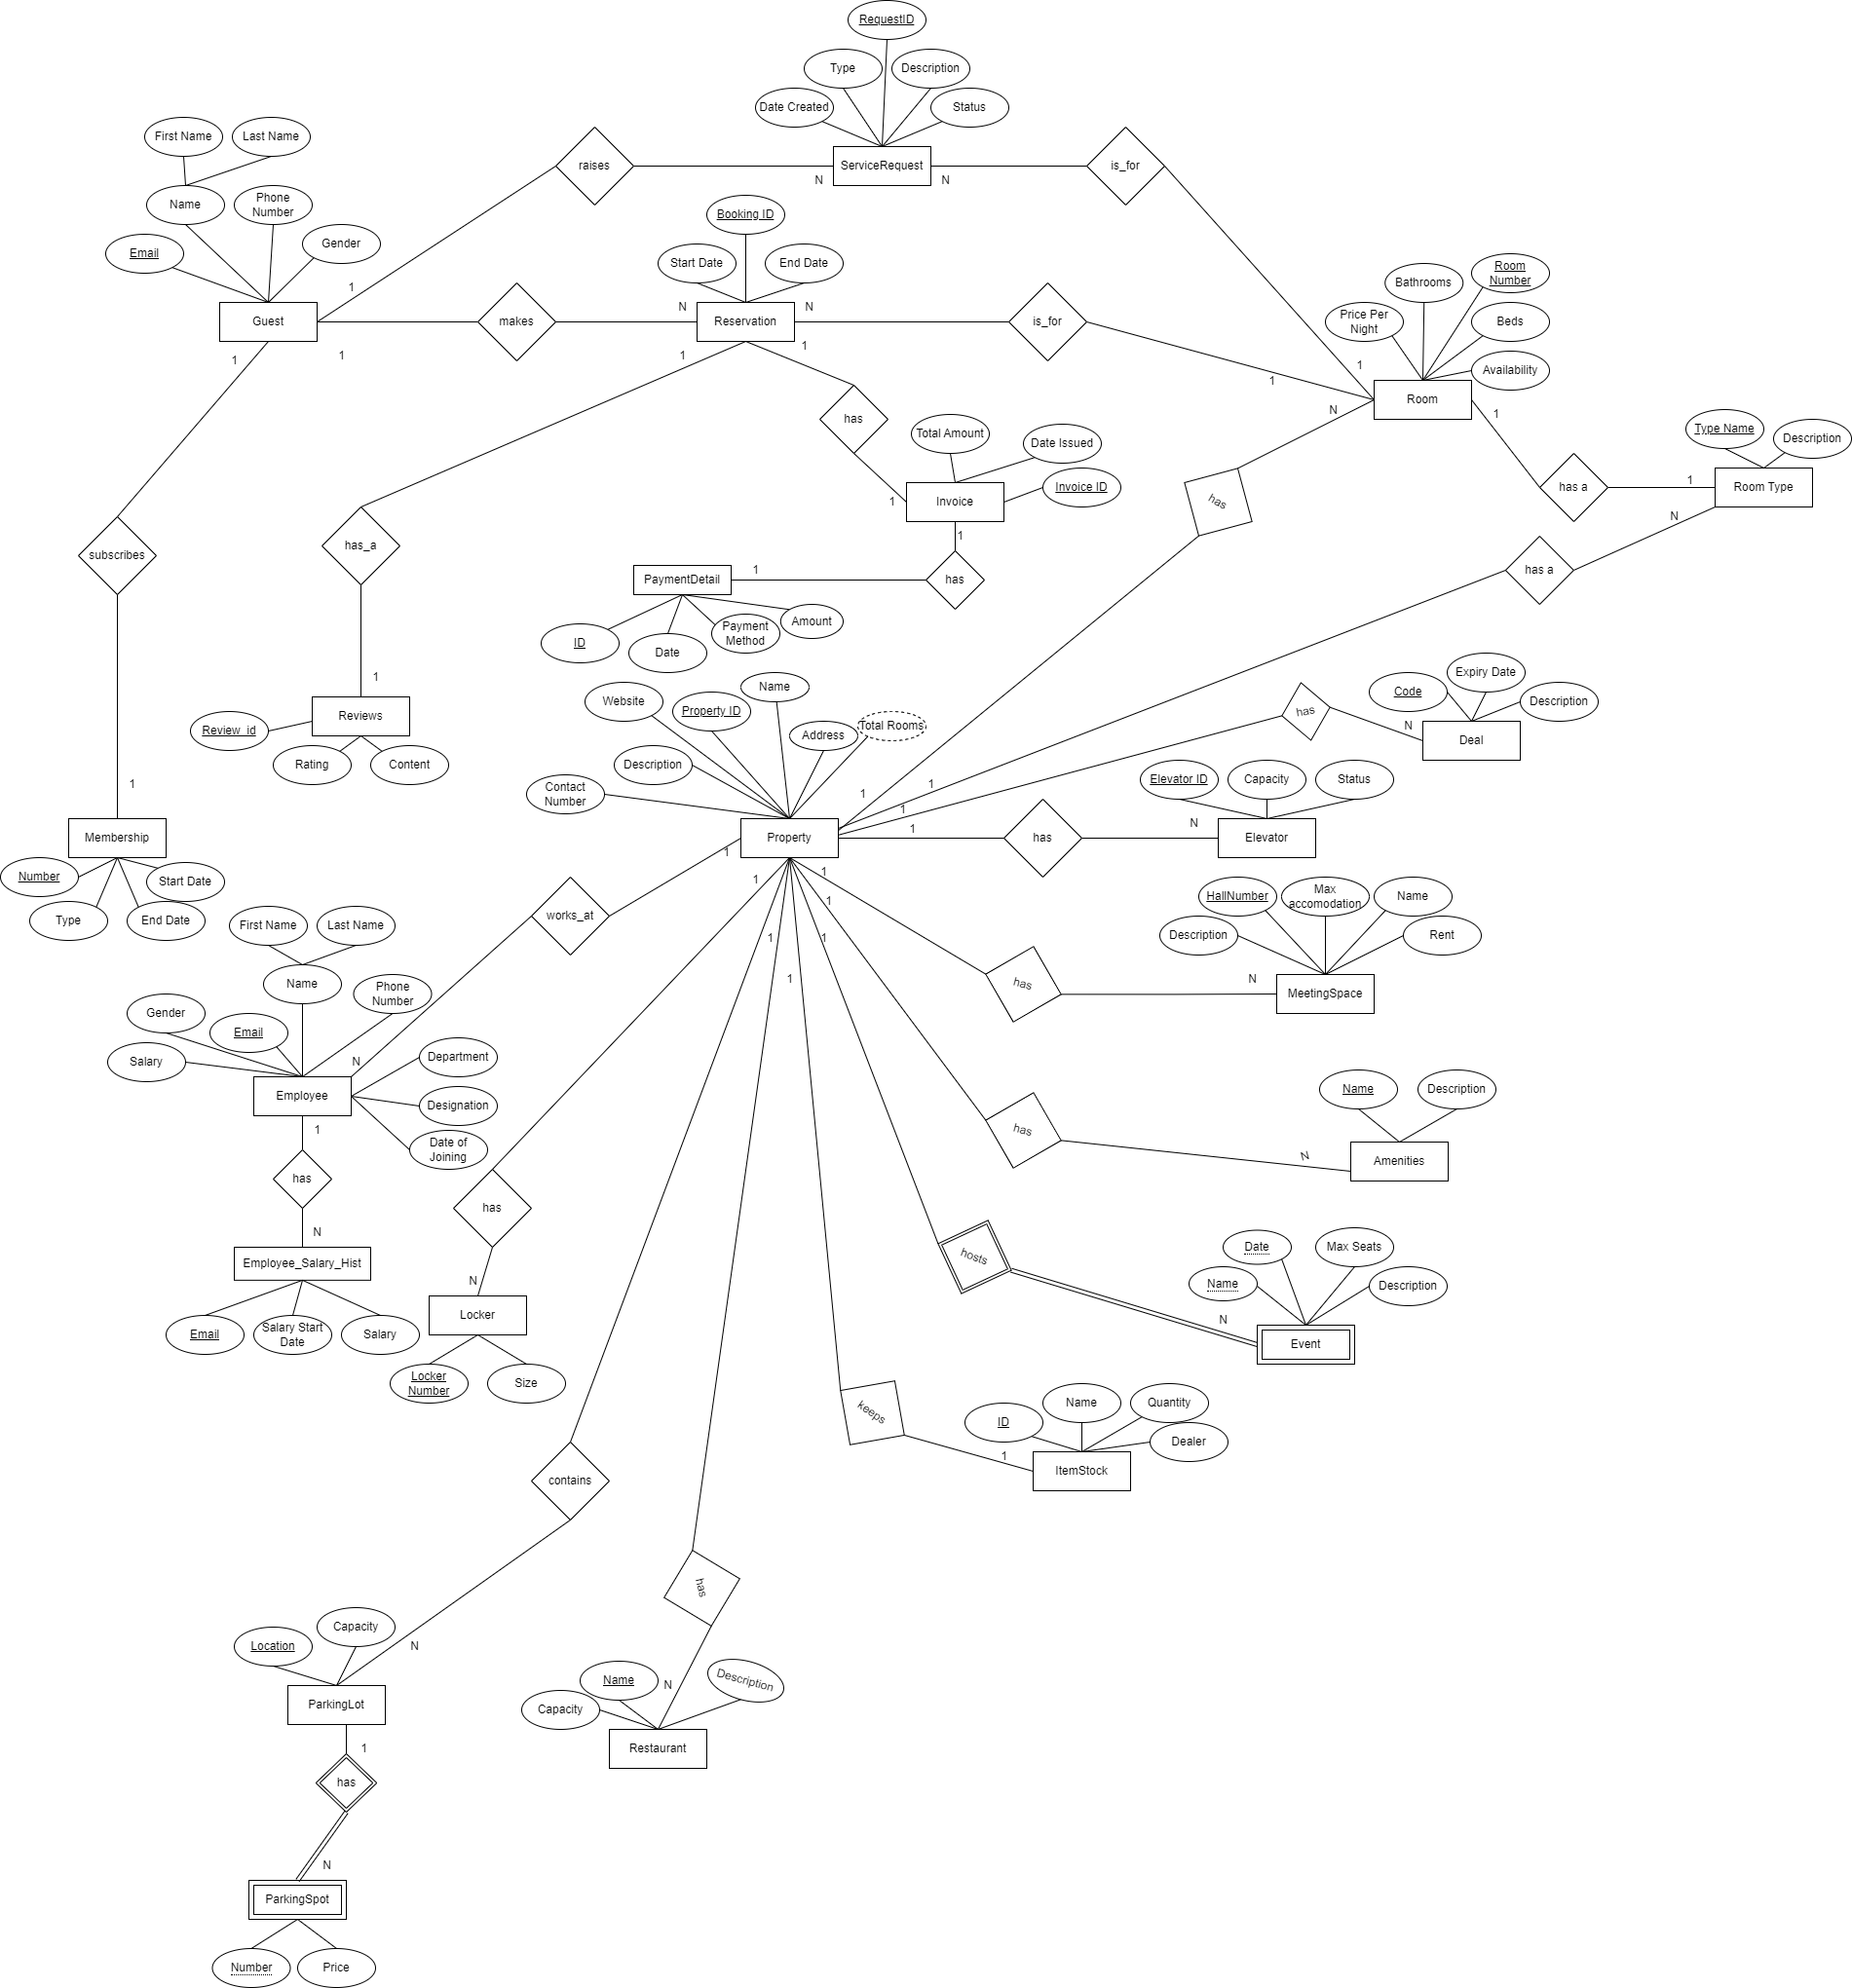 RequestID
Type
Description
Date Created
Status
First Name
Last Name
raises
ServiceRequest
is_for
N
N
Name
Phone
Number
Booking ID
Email
Gender
Start Date
End Date
Bathrooms
Room
Number
1
N
N
1
Guest
makes
Reservation
is_for
Price Per
Night
Beds
1
1
1
1
1
1
Availability
Room
N
1
has
Total Amount
Date Issued
Type Name
Description
Invoice ID
has a
1
Room Type
1
Invoice
has
N
subscribes
has_a
1
has a
PaymentDetail
1
has
ID
Date
Payment
Method
Amount
1
Reviews
Review_id
Rating
Content
Website
Property ID
Name
Address
Total Rooms
Description
Contact
Number
Code
Expiry Date
Description
has
N
Deal
Elevator ID
Capacity
Status
1
1
1
1
1
Membership
Property
has
N
Elevator
Number
Type
End Date
Start Date
1
1
1
1
1
1
1
works_at
HallNumber
Max
accomodation
Name
Description
Rent
First Name
Last Name
Name
Phone
Number
Gender
Email
Salary
N
1
has
N
MeetingSpace
Employee
Department
Designation
Date of
Joining
1
has
N
Employee_Salary_Hist
Email
Salary Start
Date
Salary
has
N
Locker
Locker
Number
Size
Name
Description
has
N
Amenities
hosts
Date
Max Seats
Name
Description
N
Event
keeps
ID
Name
Quantity
Dealer
1
ItemStock
contains
N
has
Location
Capacity
ParkingLot
N
Name
Description
Capacity
Restaurant
1
has
N
ParkingSpot
Number
Price